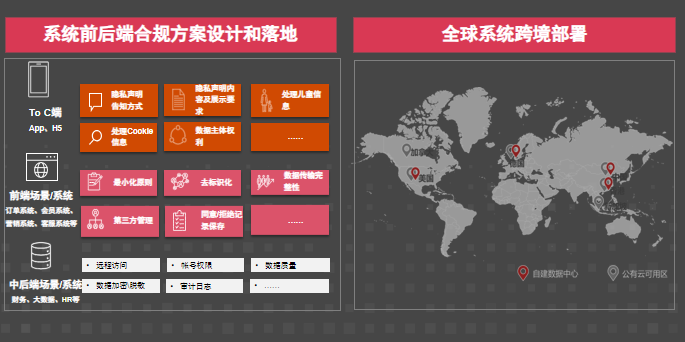 系统前后端合规方案设计和落地
全球系统跨境部署
To C端
App、H5
隐私声明
告知方式
隐私声明内
容及展示要
求
处理儿童信
息
处理Cookie
信息
数据主体权
利
......
前端场景/系统
订单系统、会员系统、
营销系统、客服系统等
最小化原则
去标识化
数据传输完
整性
第三方管理
同意/拒绝记
录保存
......
中后端场景/系统
财务、大数据、HR等
• 远程访问
• 帐号权限
• 数据质量
• 数据加密\脱敏
• 审计日志
• ......
加拿大
美国
德国
中
自建数据中心
公有云可用区